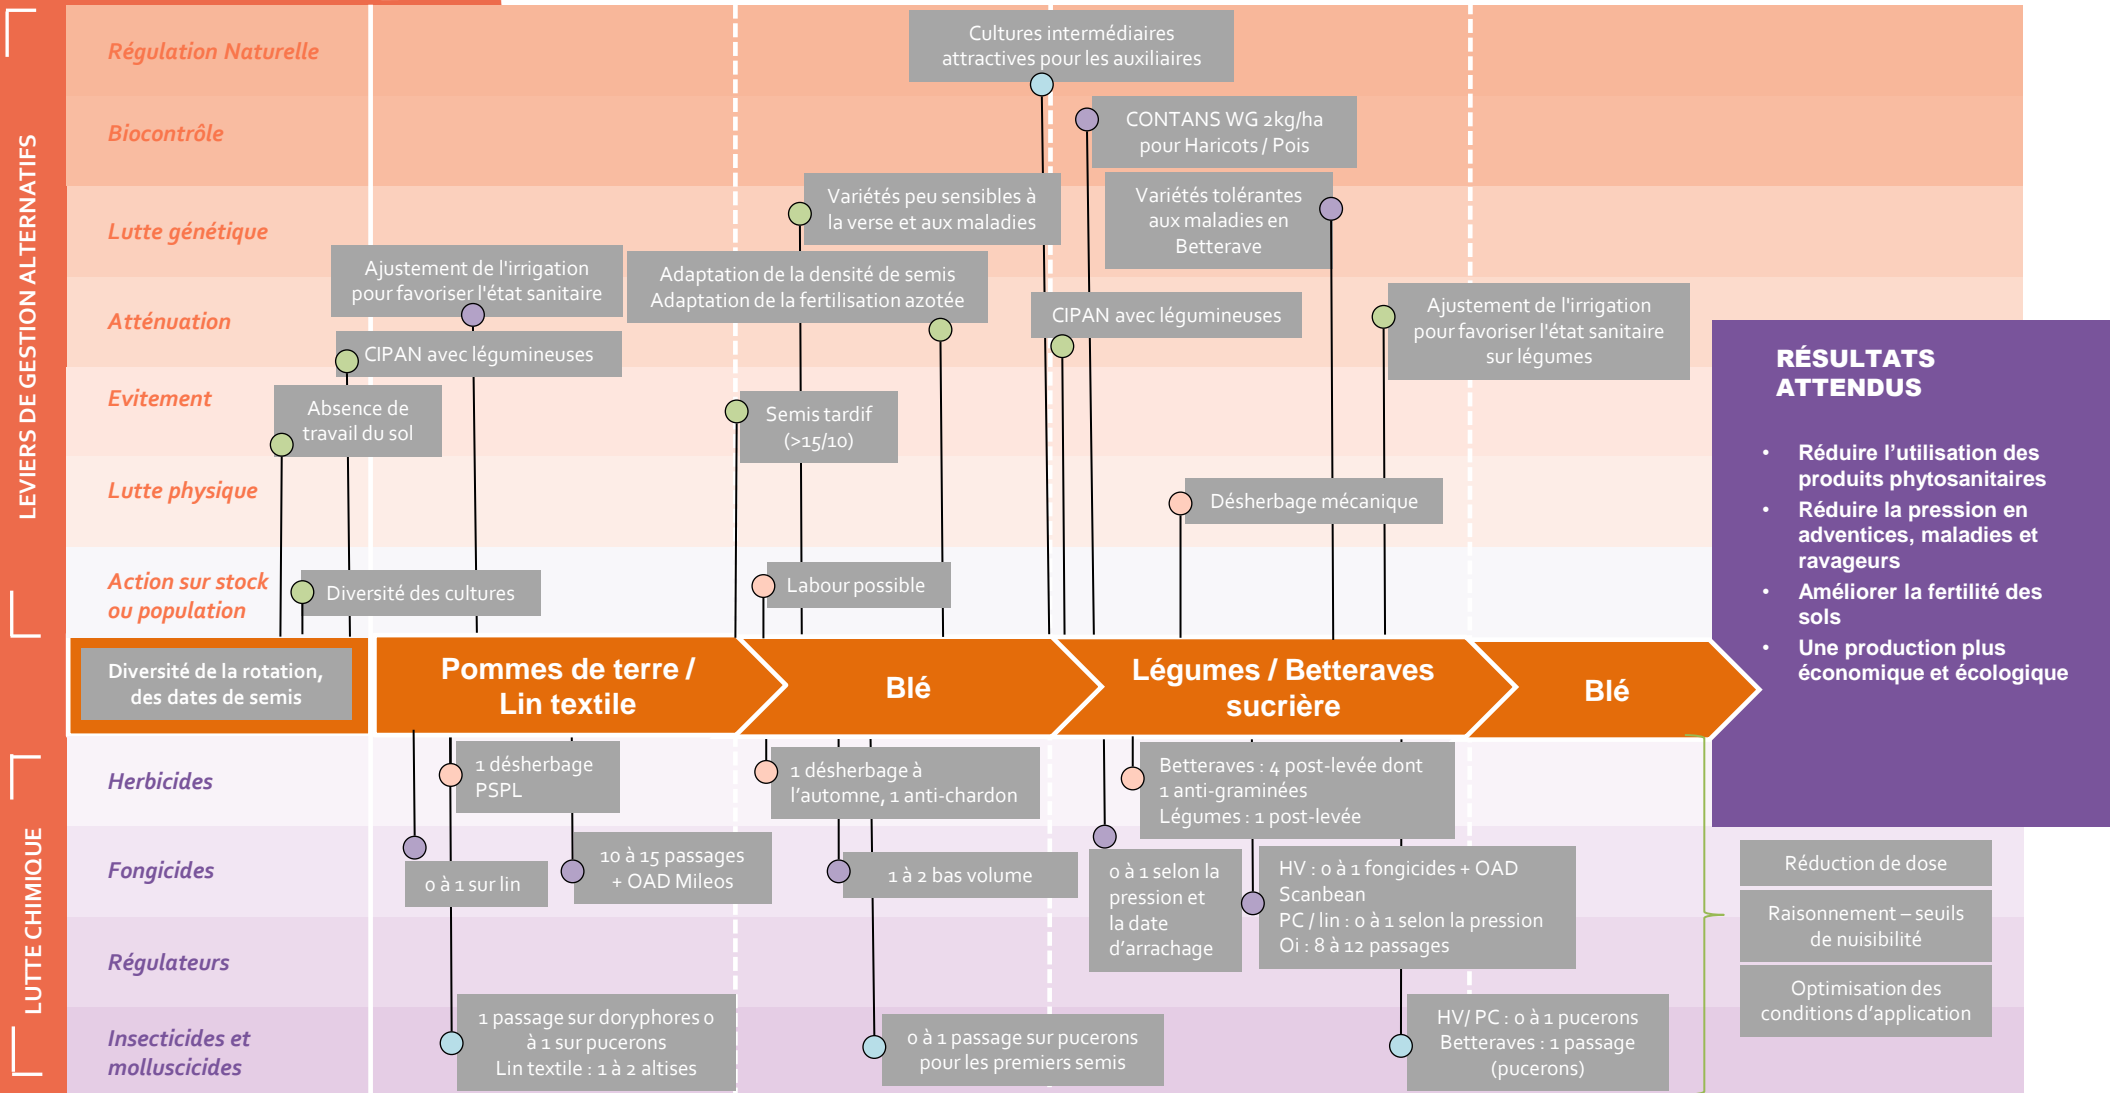 LEVIERS DE GESTION ALTERNATIFS
Régulation Naturelle
Cultures intermédiaires
attractives pour les auxiliaires
Biocontrôle
CONTANS WG 2kg/ha
pour Haricots / Pois
Lutte génétique
Variétés peu sensibles à
la verse et aux maladies
Variétés tolérantes
aux maladies en
Betterave
Atténuation
Ajustement de l'irrigation
pour favoriser l'état sanitaire
Adaptation de la densité de semis
Adaptation de la fertilisation azotée
CIPAN avec légumineuses
Ajustement de l'irrigation
pour favoriser l'état sanitaire
sur légumes
CIPAN avec légumineuses
Evitement
Absence de
travail du sol
Semis tardif
(>15/10)
Lutte physique
Désherbage mécanique
Action sur stock
ou population
Diversité des cultures
Labour possible
Diversité de la rotation,
des dates de semis
Pommes de terre /
Lin textile
Blé
Légumes / Betteraves
sucrière
Blé
RÉSULTATS
ATTENDUS
• Réduire l’utilisation des
produits phytosanitaires
• Réduire la pression en
adventices, maladies et
ravageurs
• Améliorer la fertilité des
sols
• Une production plus
économique et écologique
LUTTE CHIMIQUE
Herbicides
1 désherbage
PSPL
1 désherbage à
l’automne, 1 anti-chardon
Betteraves : 4 post-levée dont
1 anti-graminées
Légumes : 1 post-levée
Fongicides
0 à 1 sur lin
10 à 15 passages
+ OAD Mileos
1 à 2 bas volume
0 à 1 selon la
pression et
la date
d’arrachage
HV : 0 à 1 fongicides + OAD
Scanbean
PC / lin : 0 à 1 selon la pression
Oi : 8 à 12 passages
Régulateurs
Insecticides et
molluscicides
1 passage sur doryphores 0
à 1 sur pucerons
Lin textile : 1 à 2 altises
0 à 1 passage sur pucerons
pour les premiers semis
HV/ PC : 0 à 1 pucerons
Betteraves : 1 passage
(pucerons)
Réduction de dose
Raisonnement – seuils
de nuisibilité
Optimisation des
conditions d’application